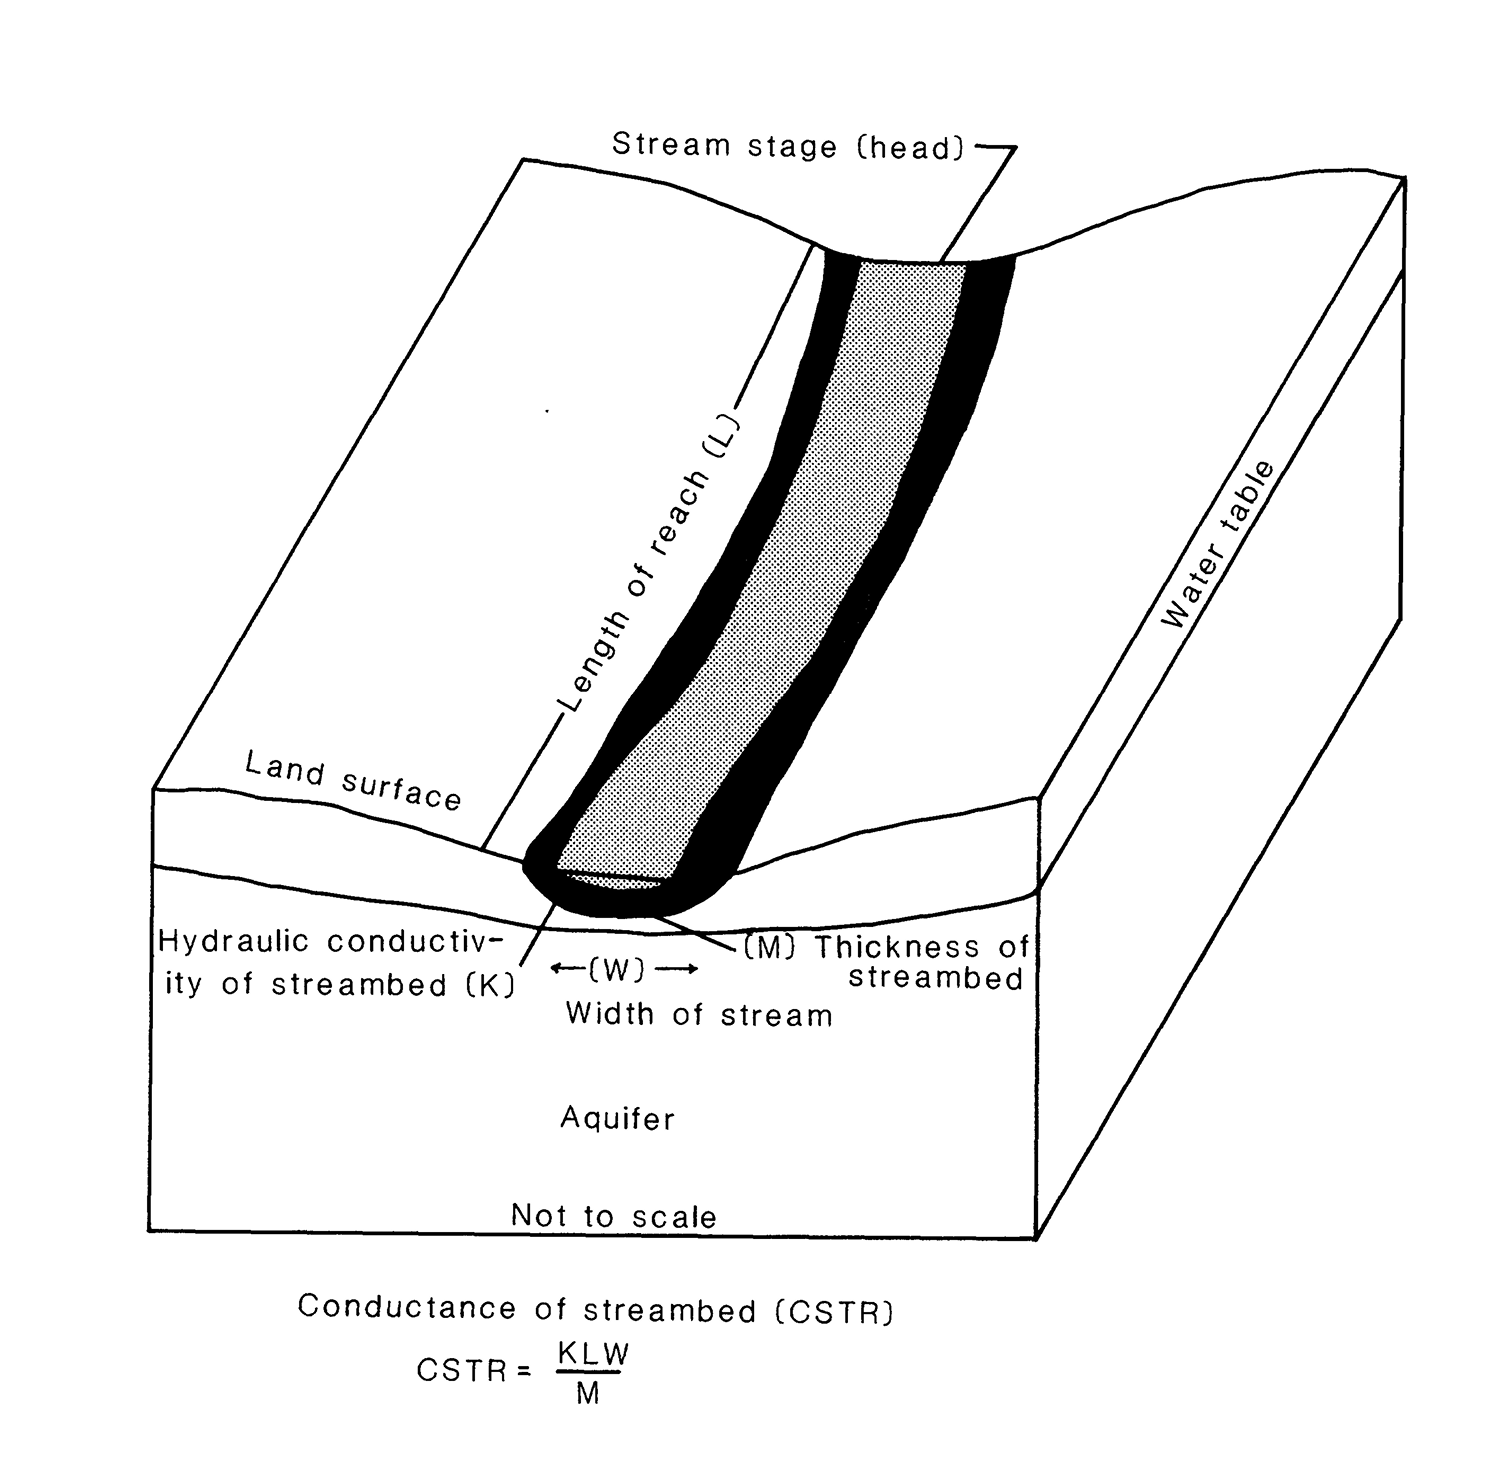 Stream stage (head)
Length of reach (L)
Water table
Land surface
Hydraulic conductiv-
ity of streambed (K)
(M) Thickness of
streambed
(W)
Width of stream
Aquifer
Not to scale
Conductance of streambed (CSTR)
CSTR = KLW
M